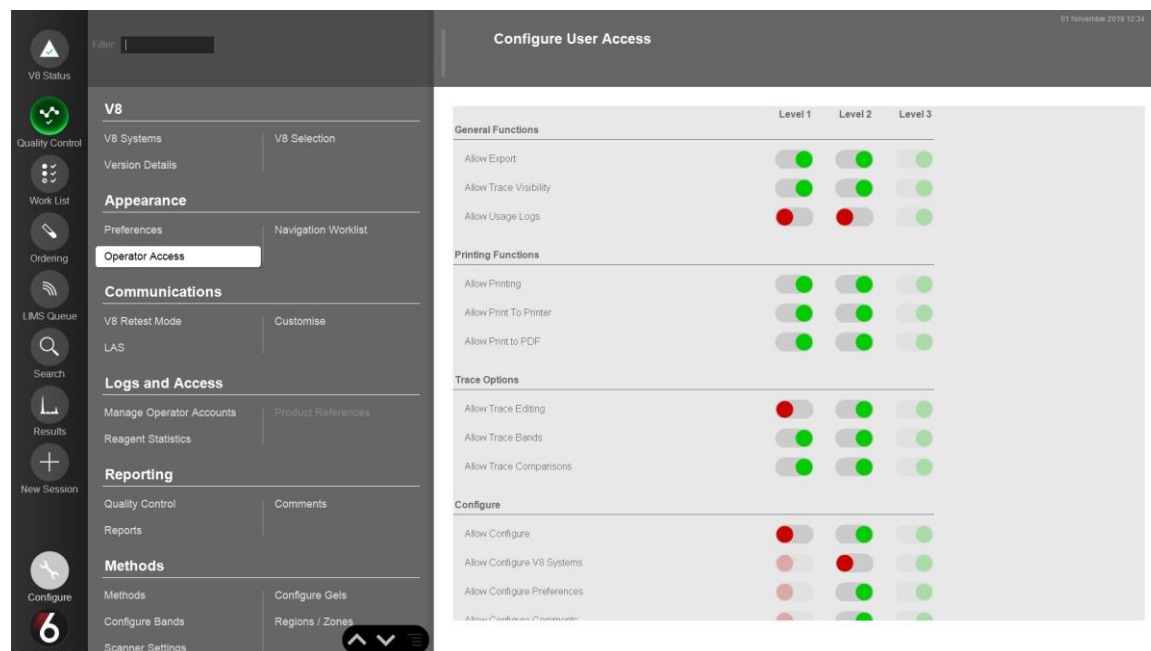 01 November 2019 12:34
Filter:
Configure User Access
V8 Status
Quality Control
Work List
Ordering
LIMS Queue
Search
Results
New Session
Configure
V8
V8 Systems
V8 Selection
Version Details
Appearance
Preferences
Navigation Worklist
Operator Access
Communications
V8 Retest Mode
Customise
LAS
Logs and Access
Manage Operator Accounts
Product References
Reagent Statistics
Reporting
Quality Control
Comments
Reports
Methods
Methods
Configure Gels
Configure Bands
Regions / Zones
Scanner Settings
Level 1 Level 2 Level 3
General Functions
Allow Export
Allow Trace Visibility
Allow Usage Logs
Printing Functions
Allow Printing
Allow Print To Printer
Allow Print to PDF
Trace Options
Allow Trace Editing
Allow Trace Bands
Allow Trace Comparisons
Configure
Allow Configure
Allow Configure V8 Systems
Allow Configure Preferences
Allow Configure Comments